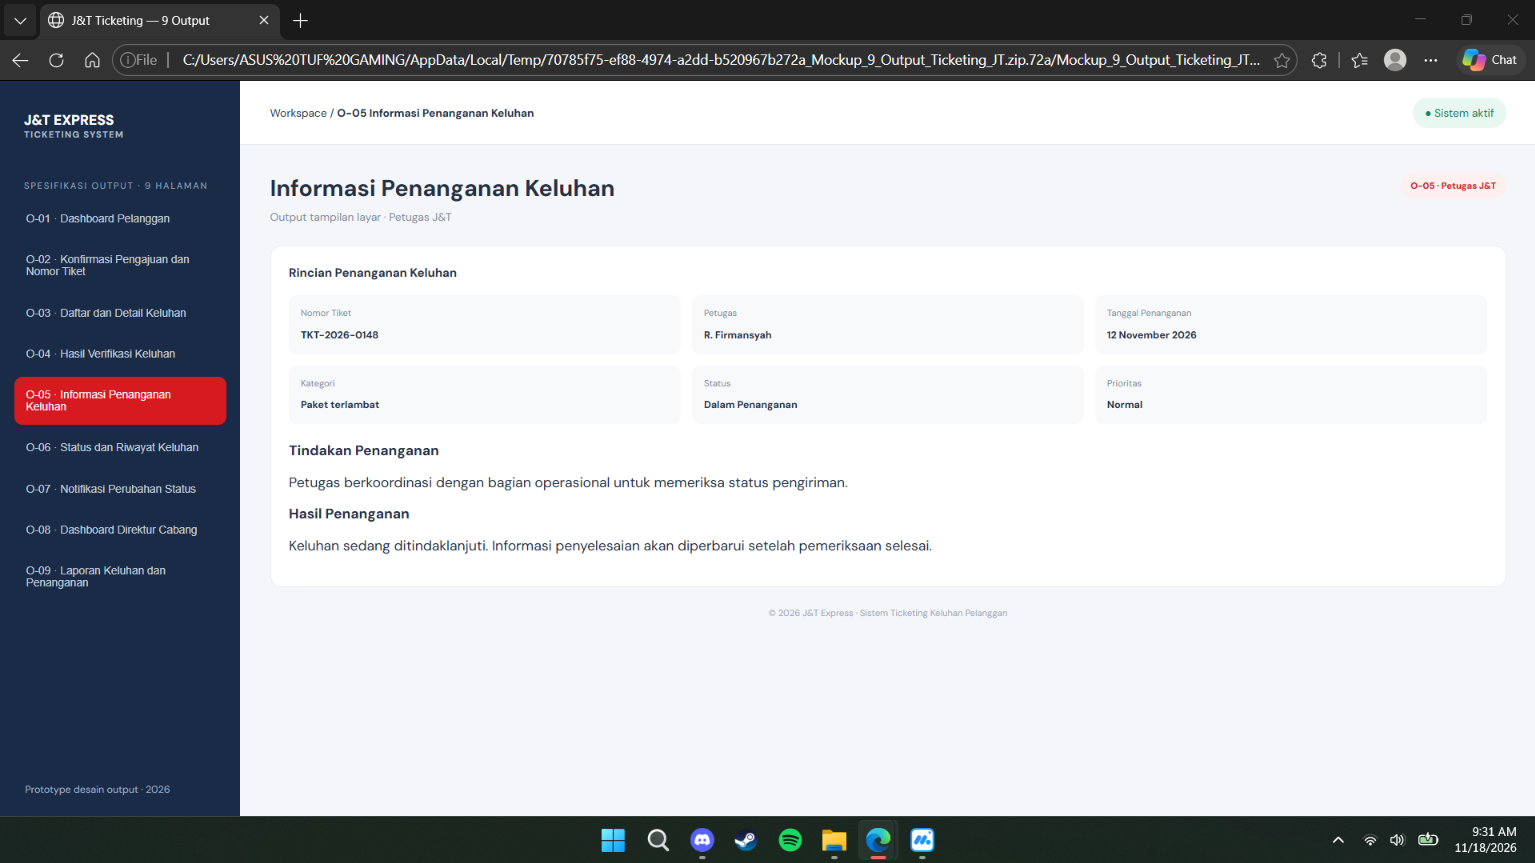 J&T Ticketing — 9 Output
File
C:/Users/ASUS%20TUF%20GAMING/AppData/Local/Temp/70785f75-ef88-4974-a2dd-b520967b272a_Mockup_9_Output_Ticketing_JT.zip.72a/Mockup_9_Output_Ticketing_JT...
Chat
J&T EXPRESS
TICKETING SYSTEM
SPESIFIKASI OUTPUT · 9 HALAMAN
O-01 · Dashboard Pelanggan
O-02 · Konfirmasi Pengajuan dan
Nomor Tiket
O-03 · Daftar dan Detail Keluhan
O-04 · Hasil Verifikasi Keluhan
O-05 · Informasi Penanganan
Keluhan
O-06 · Status dan Riwayat Keluhan
O-07 · Notifikasi Perubahan Status
O-08 · Dashboard Direktur Cabang
O-09 · Laporan Keluhan dan
Penanganan
Prototype desain output · 2026
Workspace / O-05 Informasi Penanganan Keluhan
● Sistem aktif
Informasi Penanganan Keluhan
O-05 · Petugas J&T
Output tampilan layar · Petugas J&T
Rincian Penanganan Keluhan
Nomor Tiket
TKT-2026-0148
Petugas
R. Firmansyah
Tanggal Penanganan
12 November 2026
Kategori
Paket terlambat
Status
Dalam Penanganan
Prioritas
Normal
Tindakan Penanganan
Petugas berkoordinasi dengan bagian operasional untuk memeriksa status pengiriman.
Hasil Penanganan
Keluhan sedang ditindaklanjuti. Informasi penyelesaian akan diperbarui setelah pemeriksaan selesai.
© 2026 J&T Express · Sistem Ticketing Keluhan Pelanggan
9:31 AM
11/18/2026